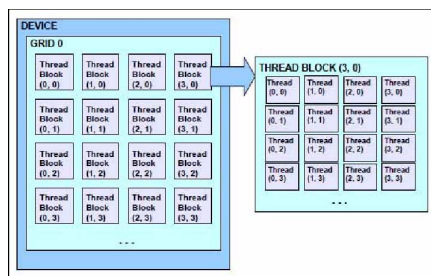 DEVICE
GRID 0
Thread Block (0, 0)
Thread Block (1, 0)
Thread Block (2, 0)
Thread Block (3, 0)
Thread Block (0, 1)
Thread Block (1, 1)
Thread Block (2, 1)
Thread Block (3, 1)
Thread Block (0, 2)
Thread Block (1, 2)
Thread Block (2, 2)
Thread Block (3, 2)
Thread Block (0, 3)
Thread Block (1, 3)
Thread Block (2, 3)
Thread Block (3, 3)
...
THREAD BLOCK (3, 0)
Thread (0, 0)
Thread (1, 0)
Thread (2, 0)
Thread (3, 0)
Thread (0, 1)
Thread (1, 1)
Thread (2, 1)
Thread (3, 1)
Thread (0, 2)
Thread (1, 2)
Thread (2, 2)
Thread (3, 2)
Thread (0, 3)
Thread (1, 3)
Thread (2, 3)
Thread (3, 3)
...